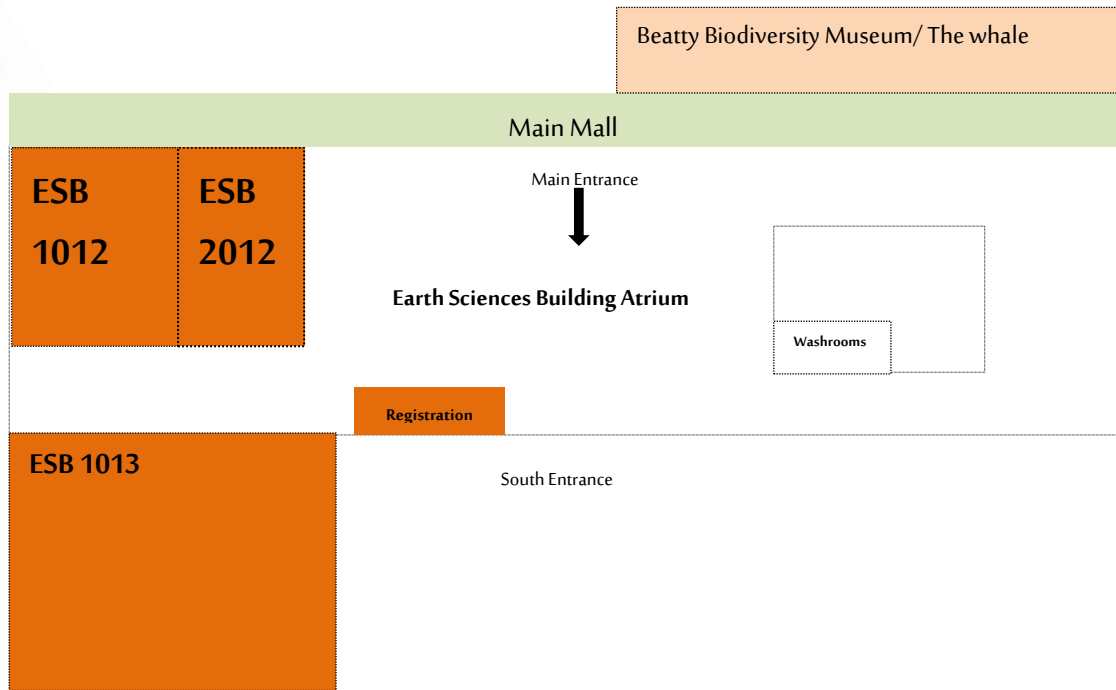 Beatty Biodiversity Museum/ The whale
Main Mall
ESB
1012
ESB
2012
Main Entrance
Earth Sciences Building Atrium
Washrooms
Registration
ESB 1013
South Entrance